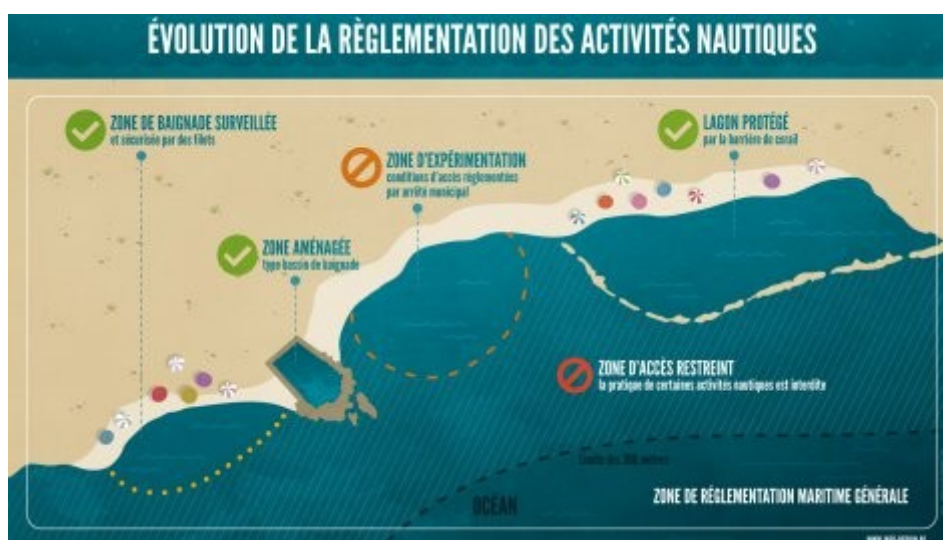 ÉVOLUTION DE LA RÈGLEMENTATION DES ACTIVITÉS NAUTIQUES
ZONE DE BAIGNADE SURVEILLÉE
et sécurisée par des filets
LAGON PROTÉGÉ
par la barrière de corail
ZONE D'EXPÉRIMENTATION
conditions d'accès réglementées
par arrêté municipal
ZONE AMÉNAGÉE
type bassin de baignade
ZONE D'ACCÈS RESTREINT
la pratique de certaines activités nautiques est interdite
des 300 mètres
OCÉAN
ZONE DE RÉGLEMENTATION MARITIME GÉNÉRALE